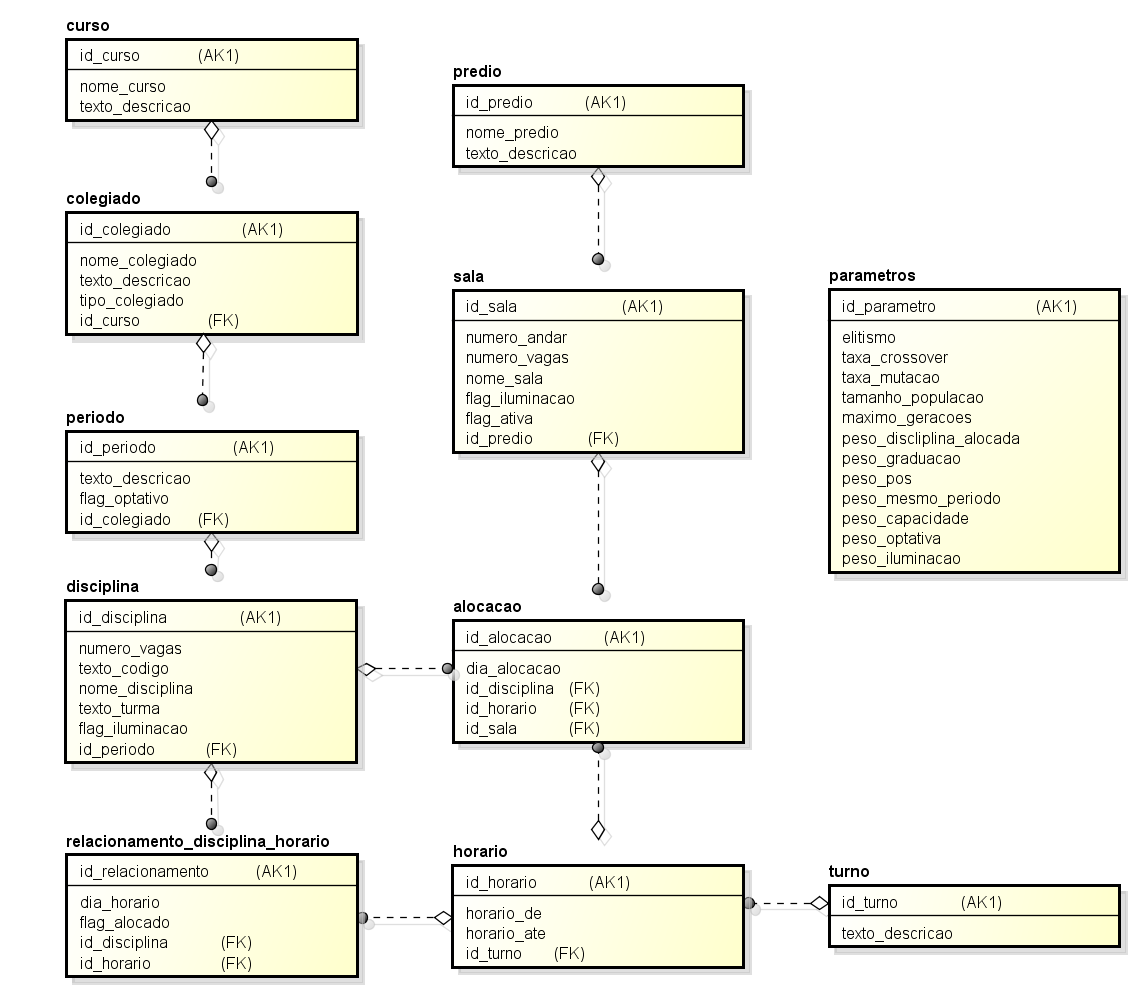 curso
id_curso (AK1)
nome_curso
texto_descricao
colegiado
id_colegiado (AK1)
nome_colegiado
texto_descricao
tipo_colegiado
id_curso (FK)
periodo
id_periodo (AK1)
texto_descricao
flag_optativo
id_colegiado (FK)
disciplina
id_disciplina (AK1)
numero_vagas
texto_codigo
nome_disciplina
texto_turma
flag_iluminacao
id_periodo (FK)
relacionamento_disciplina_horario
id_relacionamento (AK1)
dia_horario
flag_alocado
id_disciplina (FK)
id_horario (FK)
predio
id_predio (AK1)
nome_predio
texto_descricao
sala
id_sala (AK1)
numero_andar
numero_vagas
nome_sala
flag_iluminacao
flag_ativa
id_predio (FK)
alocacao
id_alocacao (AK1)
dia_alocacao
id_disciplina (FK)
id_horario (FK)
id_sala (FK)
horario
id_horario (AK1)
horario_de
horario_ate
id_turno (FK)
parametros
id_parametro (AK1)
elitismo
taxa_crossover
taxa_mutacao
tamanho_populacao
maximo_geracoes
peso_discliplina_alocada
peso_graduacao
peso_pos
peso_mesmo_periodo
peso_capacidade
peso_optativa
peso_iluminacao
turno
id_turno (AK1)
texto_descricao